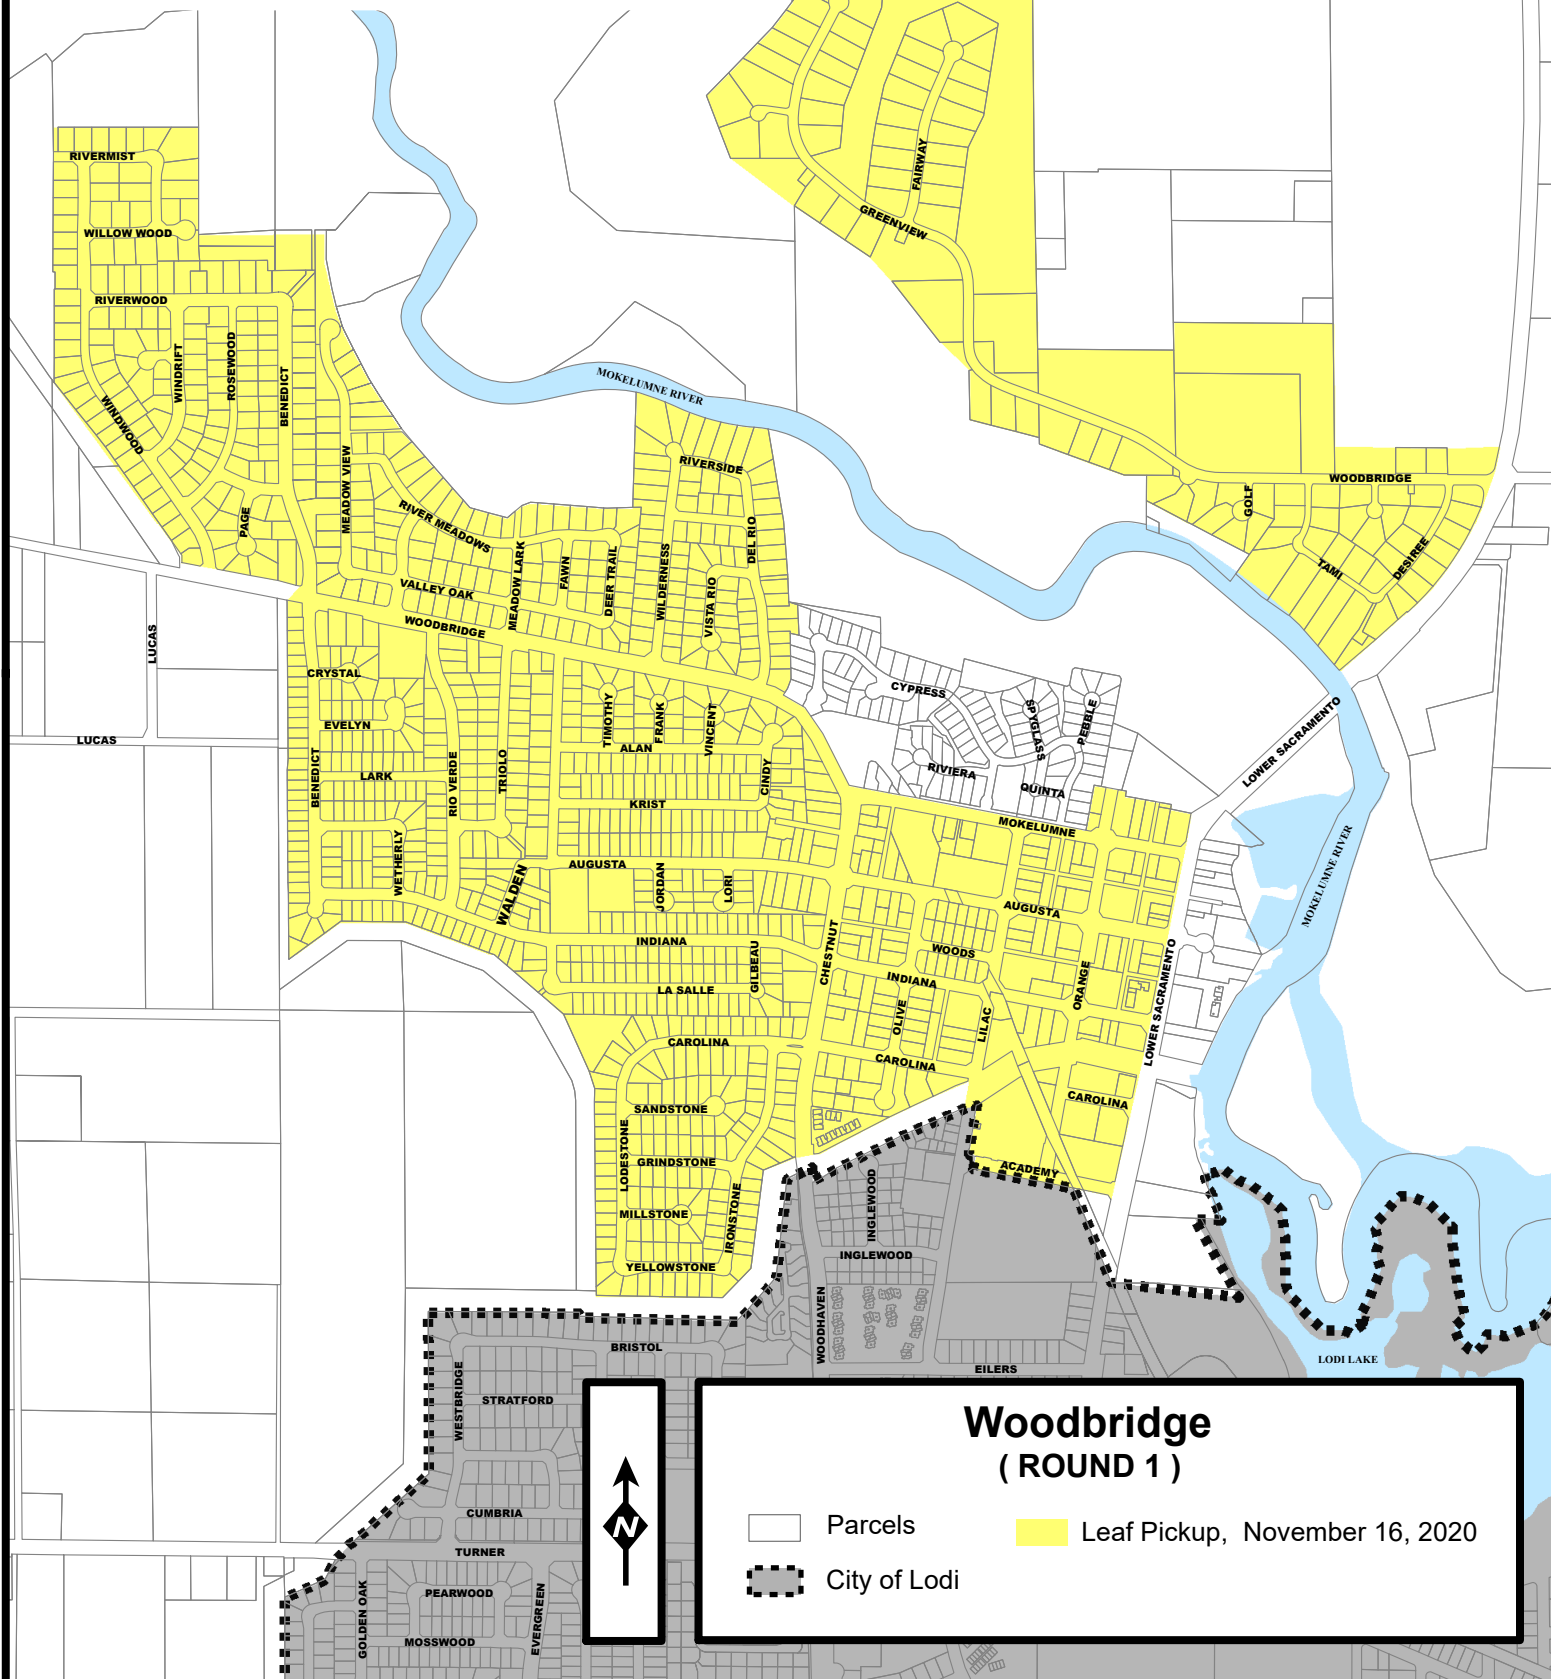 RIVERMIST
WILLOW WOOD
RIVERWOOD
WINDRIFT
ROSEWOOD
BENEDICT
WINDWOOD
PAGE
MEADOW VIEW
RIVER MEADOWS
VALLEY OAK
MEADOW LARK
FAWN
DEER TRAIL
WILDERNESS
RIVERSIDE
DEL RIO
VISTA RIO
WOODBRIDGE
MOKELUMNE RIVER
FAIRWAY
GREENVIEW
WOODBRIDGE
GOLF
TAMI
DESIREE
LUCAS
LUCAS
CRYSTAL
EVELYN
BENEDICT
LARK
WETHERLY
RIO VERDE
TRIOLO
WALDEN
TIMOTHY
FRANK
VINCENT
ALAN
CINDY
KRIST
AUGUSTA
JORDAN
LORI
INDIANA
GILBEAU
LA SALLE
CAROLINA
CHESTNUT
CYPRESS
SPYGLASS
PEBBLE
RIVIERA
QUINTA
MOKELUMNE
LOWER SACRAMENTO
MOKELUMNE RIVER
AUGUSTA
WOODS
INDIANA
OLIVE
LILAC
ORANGE
LOWER SACRAMENTO
CAROLINA
CAROLINA
ACADEMY
SANDSTONE
LODESTONE
GRINDSTONE
MILLSTONE
IRONSTONE
YELLOWSTONE
INGLEWOOD
INGLEWOOD
WOODHAVEN
EILERS
LODI LAKE
BRISTOL
WESTBRIDGE
STRATFORD
CUMBRIA
TURNER
GOLDEN OAK
PEARWOOD
EVERGREEN
MOSSWOOD
N
Woodbridge
( ROUND 1 )
Parcels
Leaf Pickup, November 16, 2020
City of Lodi